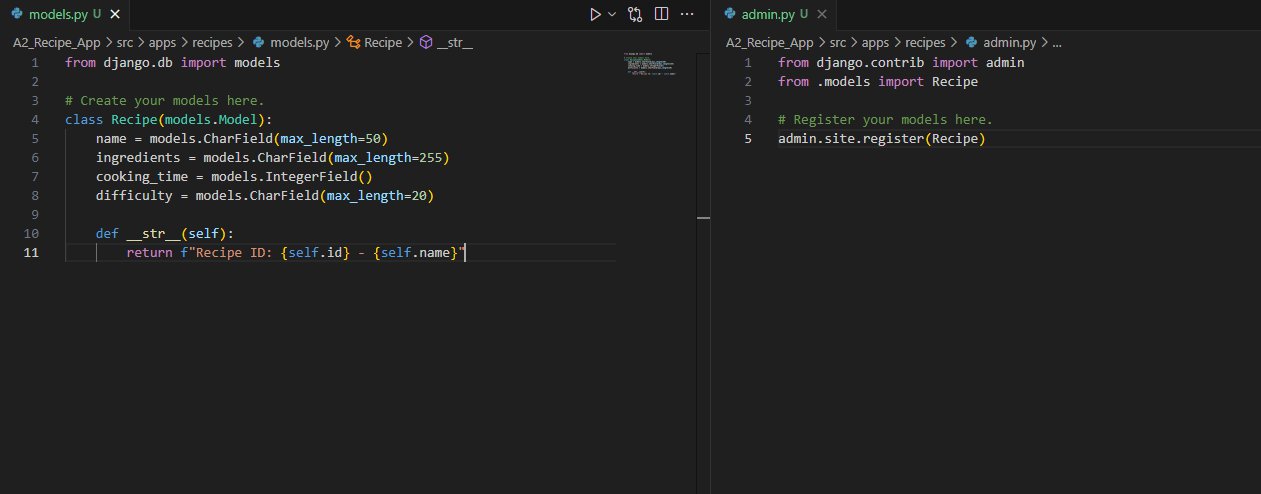 models.py U
A2_Recipe_App > src > apps > recipes > models.py > Recipe > __str__
1 from django.db import models
2
3 # Create your models here.
4 class Recipe(models.Model):
5     name = models.CharField(max_length=50)
6     ingredients = models.CharField(max_length=255)
7     cooking_time = models.IntegerField()
8     difficulty = models.CharField(max_length=20)
9
10     def __str__(self):
11         return f"Recipe ID: {self.id} - {self.name}"
admin.py U
A2_Recipe_App > src > apps > recipes > admin.py > ...
1 from django.contrib import admin
2 from .models import Recipe
3
4 # Register your models here.
5 admin.site.register(Recipe)